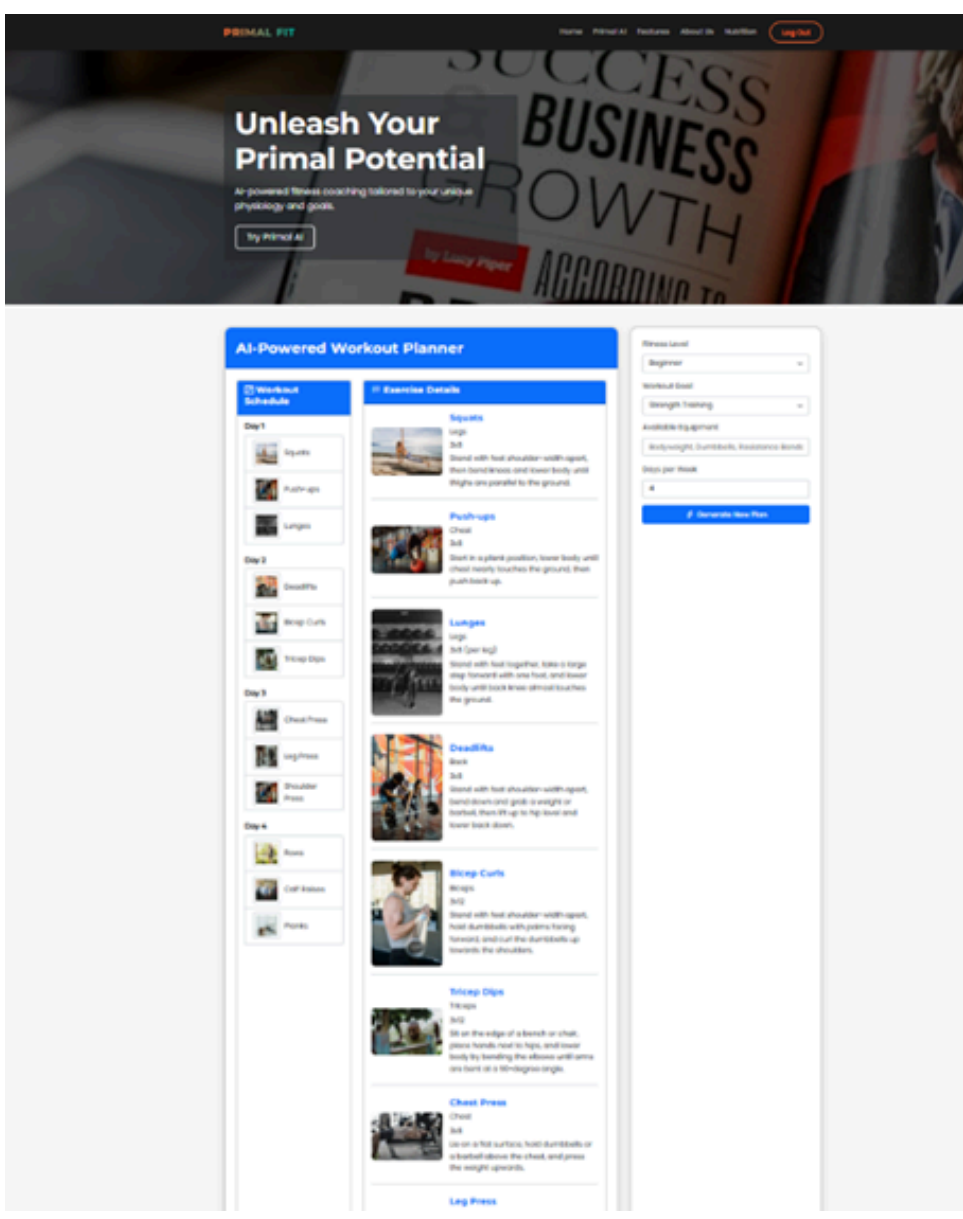 PRIMAL FIT
Home Primal AI Features About Us Nutrition Log Out
SUCCESS
BUSINESS
GROWTH
by Lucy Piper
ACCORDING TO
Unleash Your
Primal Potential
AI-powered fitness coaching tailored to your unique
physiology and goals.
Try Primal AI
AI-Powered Workout Planner
Workout
Schedule
Day 1
Squats
Push-ups
Lunges
Day 2
Deadlifts
Bicep Curls
Tricep Dips
Day 3
Chest Press
Leg Press
Shoulder
Press
Day 4
Rows
Calf Raises
Planks
Exercise Details
Squats
Legs
3x8
Stand with feet shoulder-width apart,
then bend knees and lower body until
thighs are parallel to the ground.
Push-ups
Chest
3x8
Start in a plank position, lower body until
chest nearly touches the ground, then
push back up.
Lunges
Legs
3x8 (per leg)
Stand with feet together, take a large
step forward with one foot, and lower
body until back knee almost touches
the ground.
Deadlifts
Back
3x8
Stand with feet shoulder-width apart,
bend down and grab a weight or
barbell, then lift up to hip level and
lower back down.
Bicep Curls
Biceps
3x12
Stand with feet shoulder-width apart,
hold dumbbells with palms facing
forward, and curl the dumbbells up
towards the shoulders.
Tricep Dips
Triceps
3x12
Sit on the edge of a bench or chair,
place hands next to hips, and lower
body by bending the elbows until arms
are bent at a 90-degree angle.
Chest Press
Chest
3x8
Lie on a flat surface, hold dumbbells or
a barbell above the chest, and press
the weight upwards.
Leg Press
Fitness Level
Beginner
Workout Goal
Strength Training
Available Equipment
Bodyweight, Dumbbells, Resistance Bands
Days per Week
4
Generate New Plan